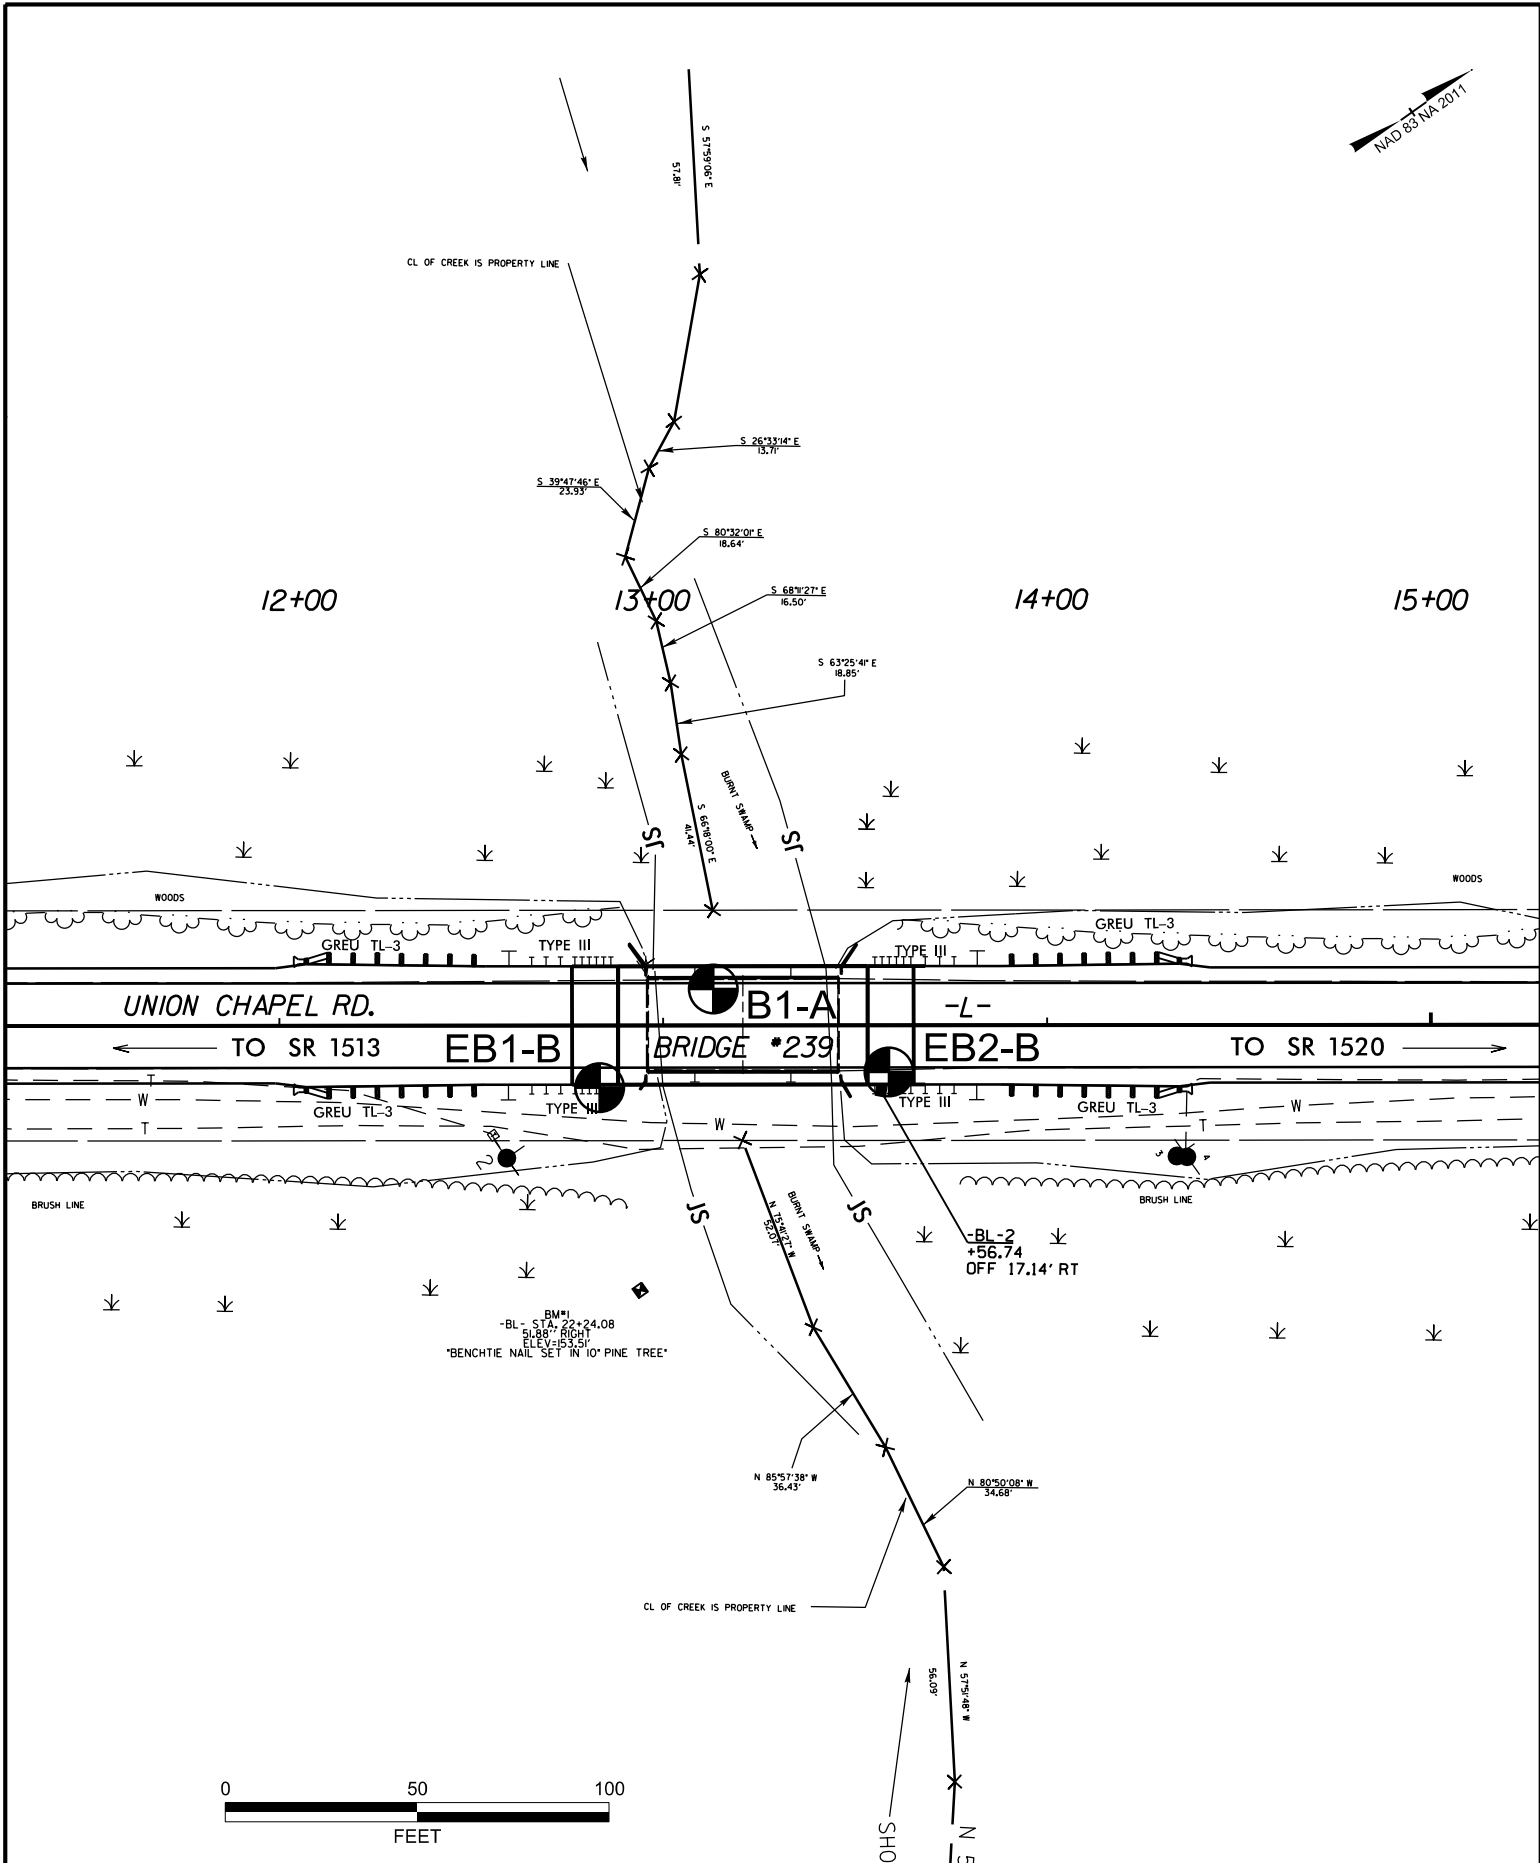 NAD 83 NA 2011
S 57°59'06" E
57.81'
CL OF CREEK IS PROPERTY LINE
S 26°33'14" E
13.71'
S 39°47'46" E
23.93'
S 80°32'01" E
18.64'
S 68°11'27" E
16.50'
12+00
13+00
14+00
15+00
S 63°25'41" E
18.85'
BURNT SWAMP
S 66°18'00" E
41.44'
JS
JS
WOODS
WOODS
GREU TL-3
TYPE III
TYPE III
GREU TL-3
UNION CHAPEL RD.
B1-A
-L-
TO SR 1513
EB1-B
BRIDGE #239
EB2-B
TO SR 1520
T
W
T
GREU TL-3
TYPE III
W
TYPE III
GREU TL-3
W
T
2
3
4
BRUSH LINE
BRUSH LINE
JS
JS
N 75°41'27" W
52.07'
BURNT SWAMP
-BL-2
+56.74
OFF 17.14' RT
BM#1
-BL- STA. 22+24.08
51.88'' RIGHT
ELEV=153.51'
"BENCHTIE NAIL SET IN 10" PINE TREE"
N 85°57'38" W
36.43'
N 80°50'08" W
34.68'
CL OF CREEK IS PROPERTY LINE
N 57°51'48" W
56.09'
0 50 100
FEET
SHO
N 5